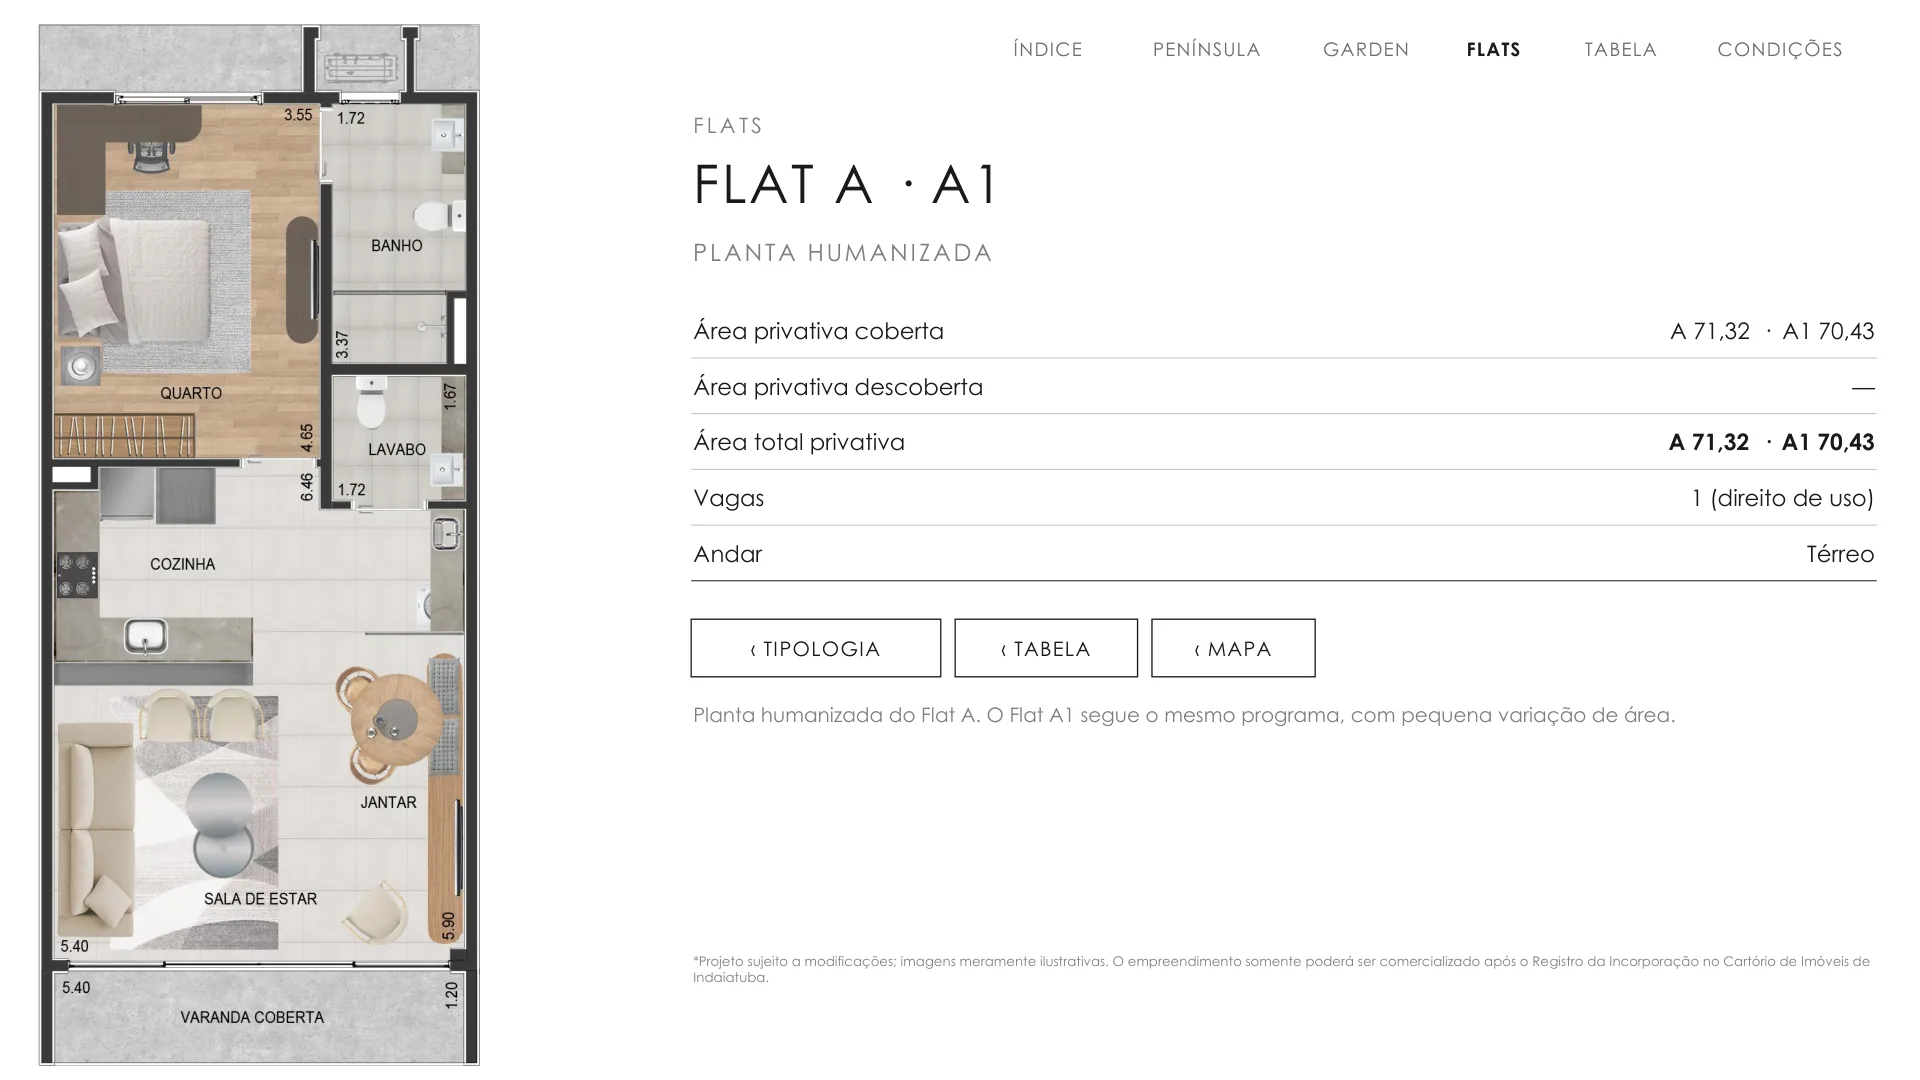 ÍNDICE PENÍNSULA GARDEN FLATS TABELA CONDIÇÕES
FLATS
FLAT A · A1
PLANTA HUMANIZADA
Área privativa coberta A 71,32 · A1 70,43
Área privativa descoberta —
Área total privativa A 71,32 · A1 70,43
Vagas 1 (direito de uso)
Andar Térreo
‹ TIPOLOGIA ‹ TABELA ‹ MAPA
Planta humanizada do Flat A. O Flat A1 segue o mesmo programa, com pequena variação de área.
*Projeto sujeito a modificações; imagens meramente ilustrativas. O empreendimento somente poderá ser comercializado após o Registro da Incorporação no Cartório de Imóveis de
Indaiatuba.
3.55 1.72
BANHO
3.37
QUARTO
1.67
4.65
LAVABO
6.46
1.72
COZINHA
JANTAR
SALA DE ESTAR
5.90
5.40
5.40
1.20
VARANDA COBERTA